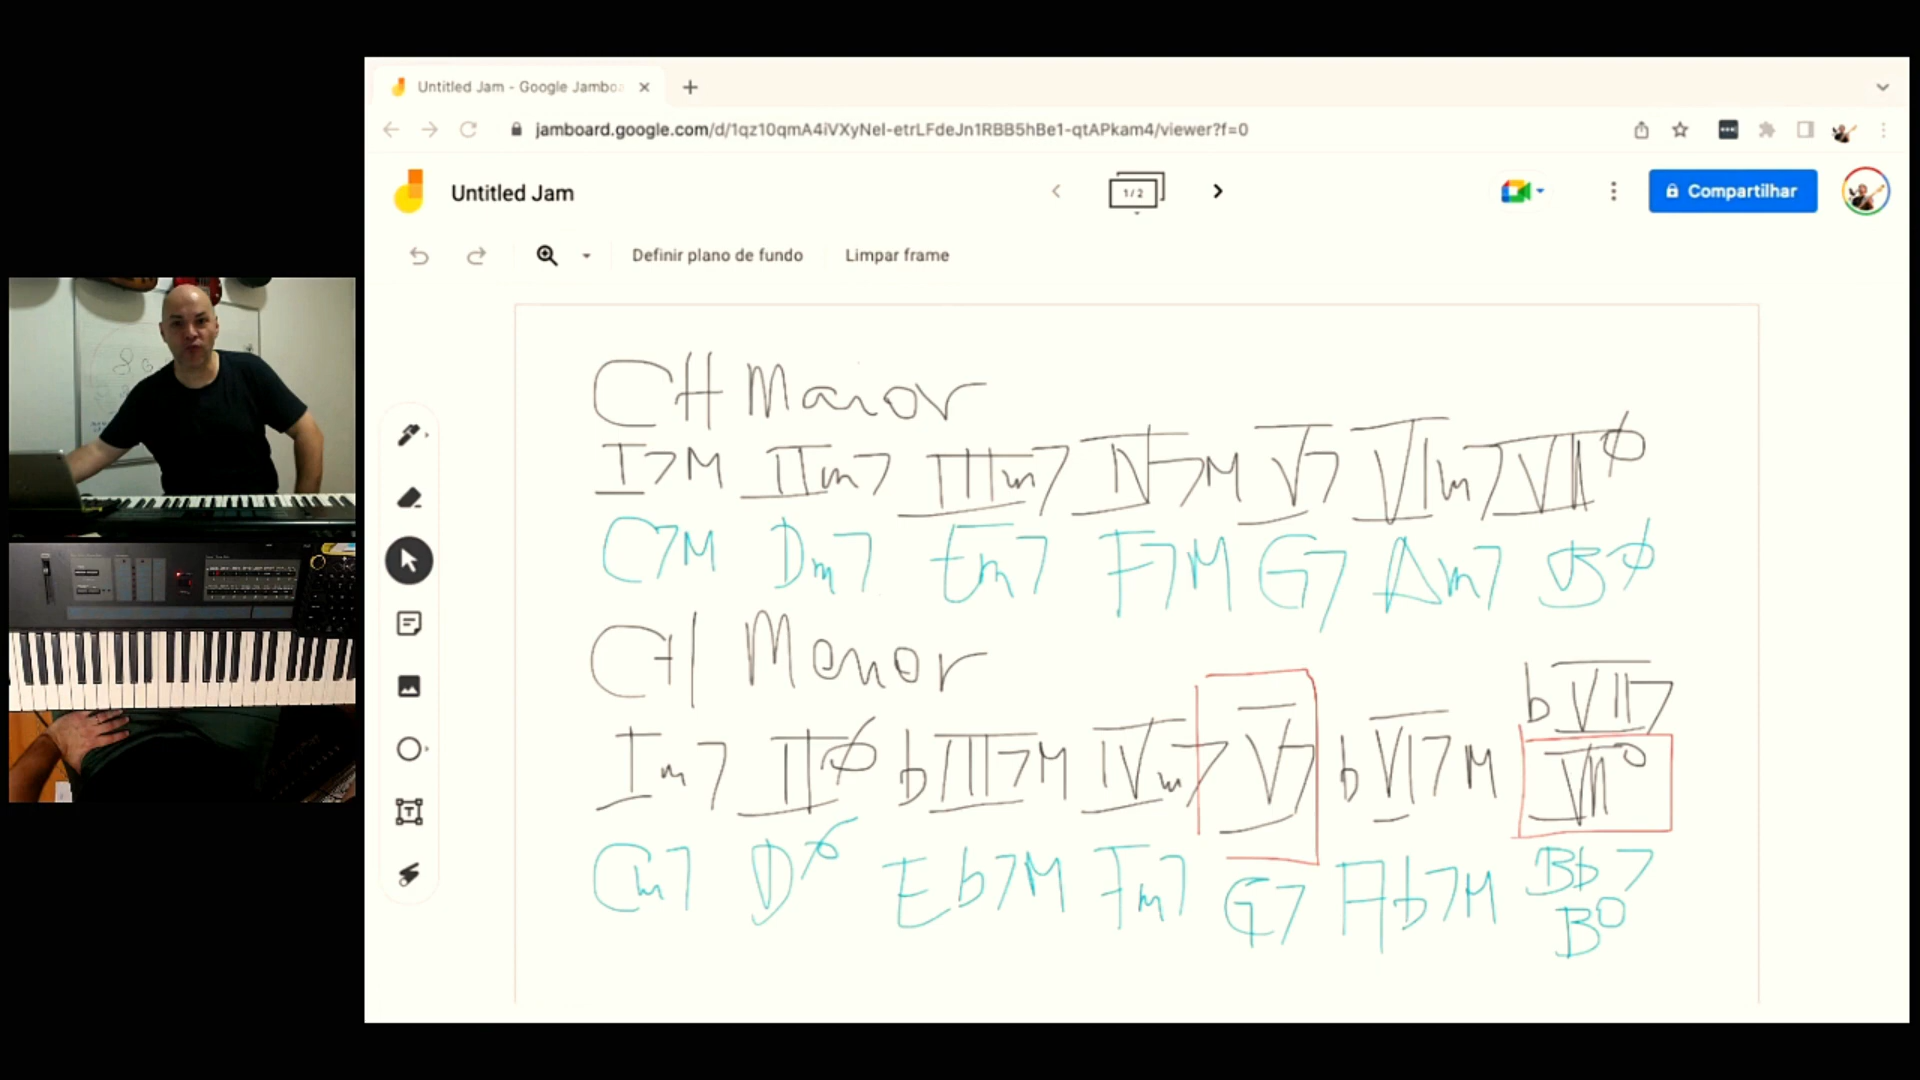 Untitled Jam - Google Jambo
jamboard.google.com/d/1qz10qmA4iVXyNel-etrLFdeJn1RBB5hBe1-qtAPkam4/viewer?f=0
Untitled Jam
1/2
Compartilhar
Definir plano de fundo Limpar frame
CH Maior
I7M IIm7 IIIm7 IV7M V7 VIm7 VIIø
C7M Dm7 Em7 F7M G7 Am7 Bø
CH Menor
bVII7
Im7 IIø bIII7M IVm7 V7 bVI7M VIIº
Cm7 Dø Eb7M Fm7 G7 Ab7M Bb7
Bº